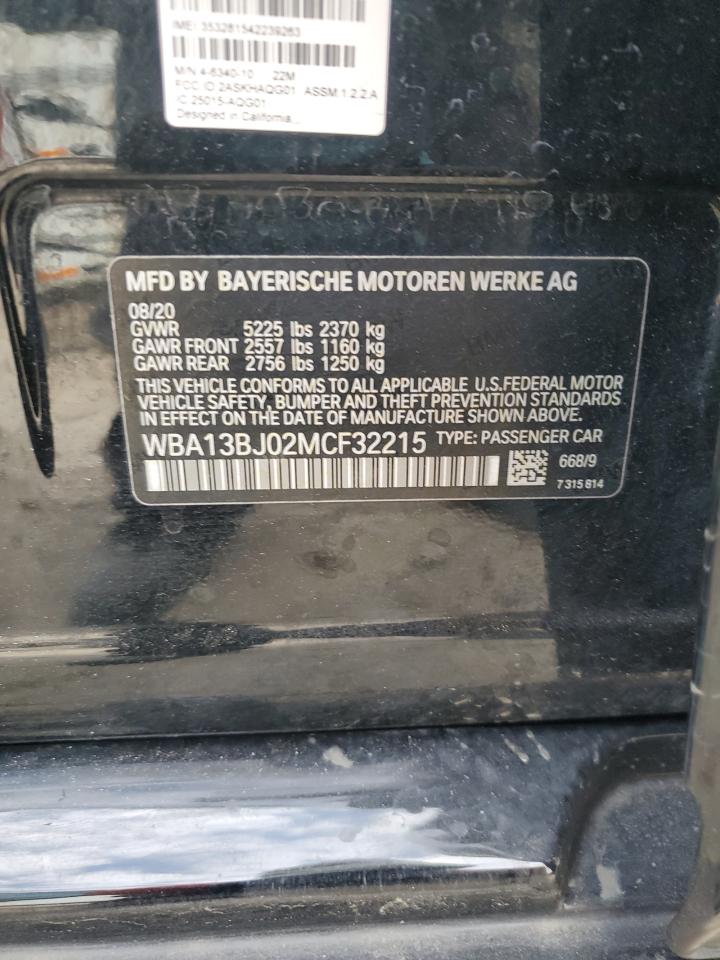 IMEI 353281542239263
M/N 4-6340-10 22M
FCC ID 2ASKHAQG01 ASSM 1.2.2.A
IC 25015-AQG01
Designed in California...
MFD BY BAYERISCHE MOTOREN WERKE AG
08/20
GVWR 5225 lbs 2370 kg
GAWR FRONT 2557 lbs 1160 kg
GAWR REAR 2756 lbs 1250 kg
THIS VEHICLE CONFORMS TO ALL APPLICABLE U.S.FEDERAL MOTOR
VEHICLE SAFETY, BUMPER AND THEFT PREVENTION STANDARDS
IN EFFECT ON THE DATE OF MANUFACTURE SHOWN ABOVE.
WBA13BJ02MCF32215 TYPE: PASSENGER CAR
668/9
7315814